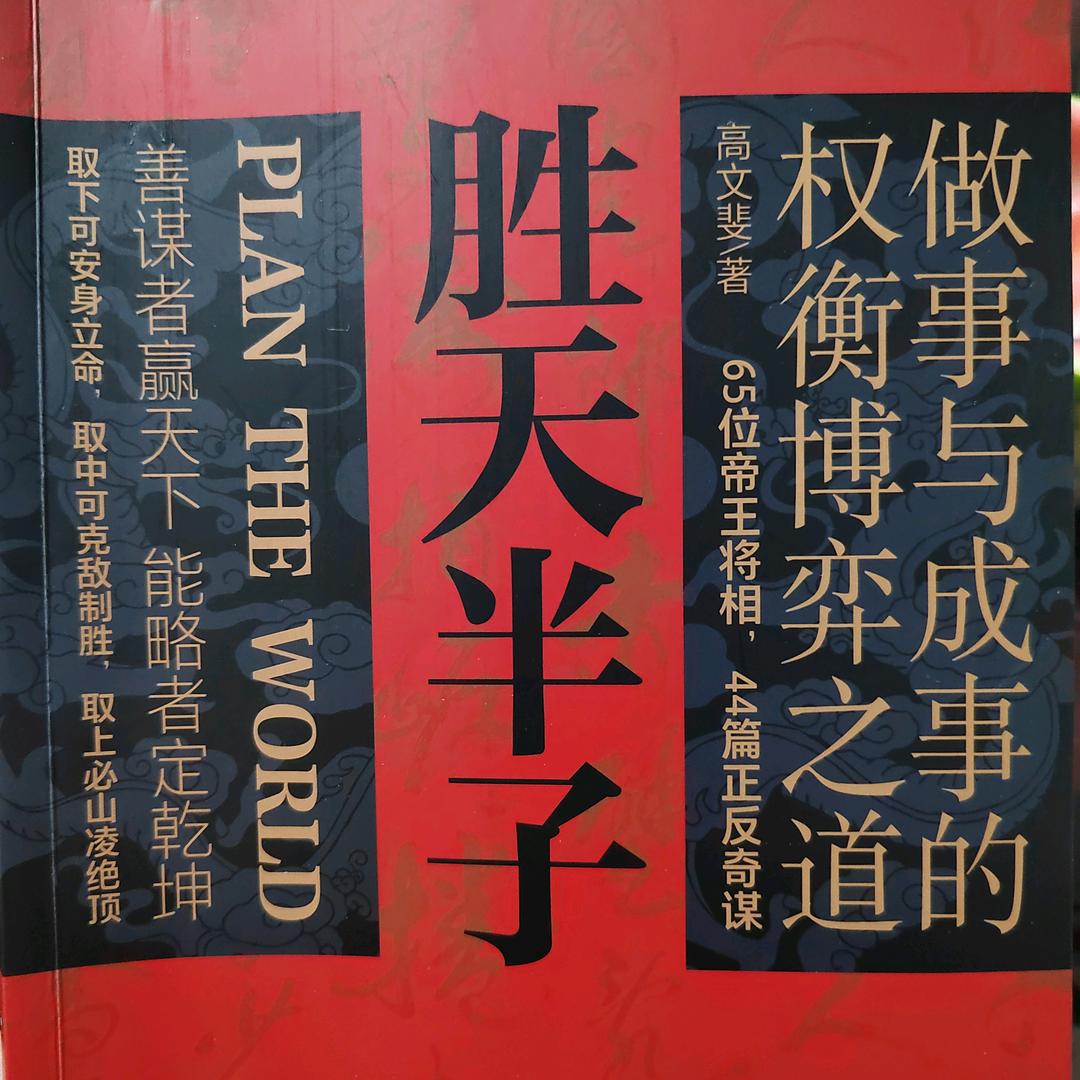 做事与成事的
权衡博弈之道
高文斐/著
65位帝王将相，44篇正反奇谋
胜天半子
PLAN THE WORLD
善谋者赢天下 能略者定乾坤
取下可安身立命，取中可克敌制胜，取上必山凌绝顶